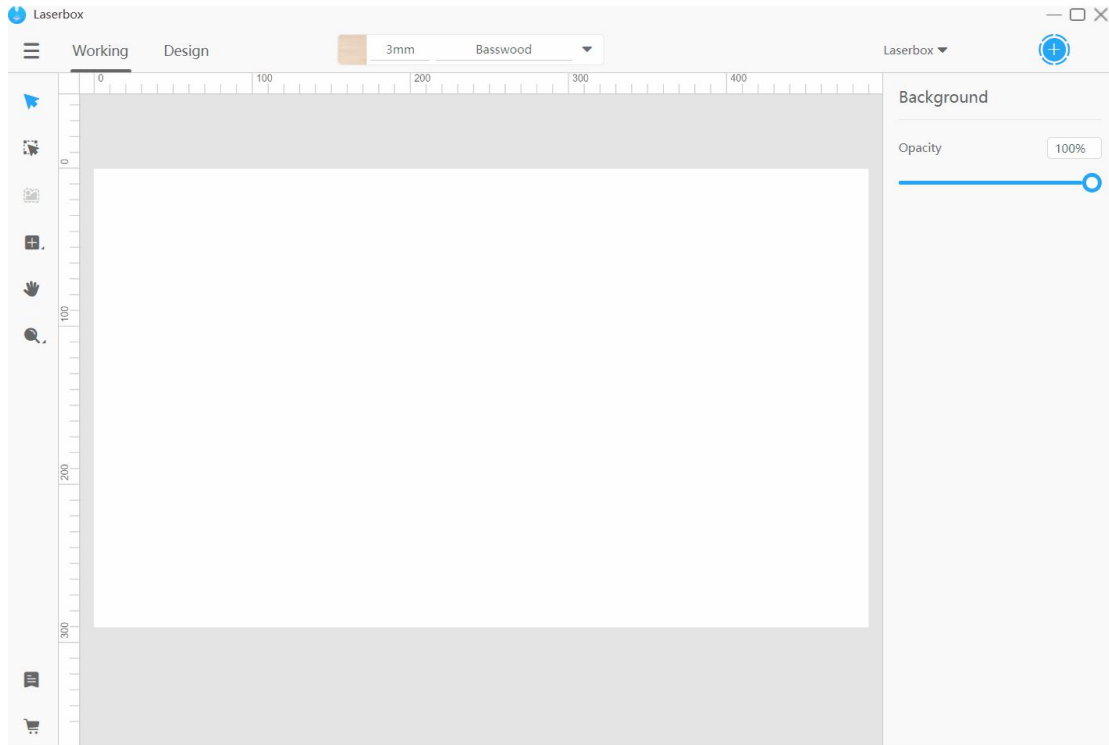 Laserbox
Working Design 3mm Basswood Laserbox
0 100 200 300 400
Background
Opacity 100%
0
100
200
300